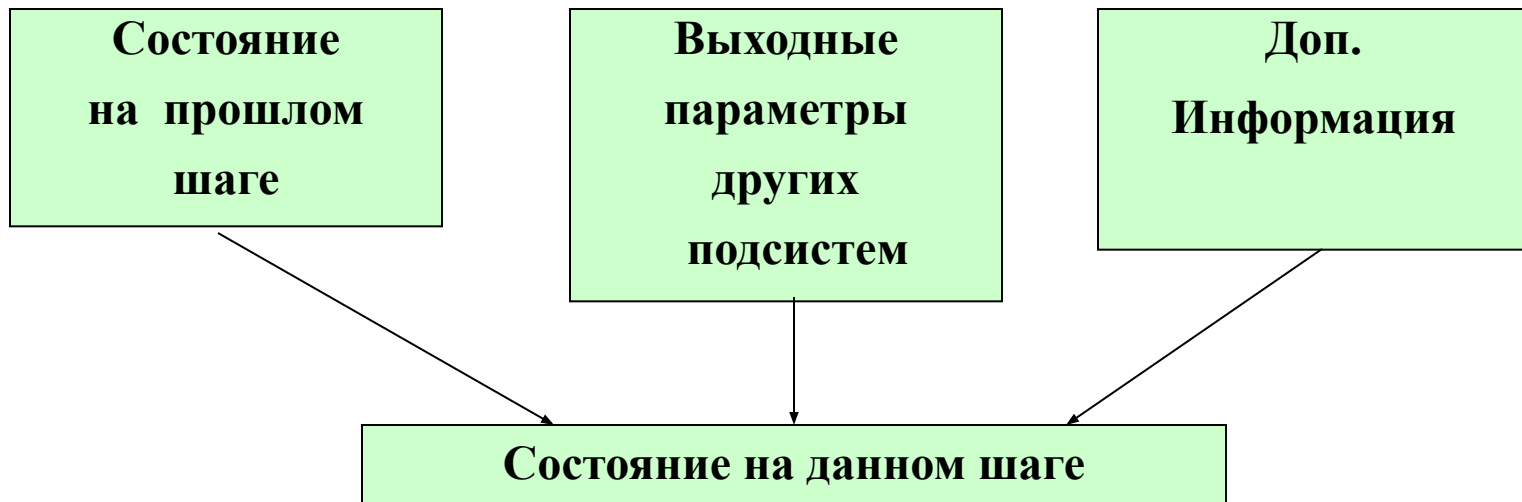 Состояние
на прошлом
шаге
Выходные
параметры
других
подсистем
Доп.
Информация
Состояние на данном шаге